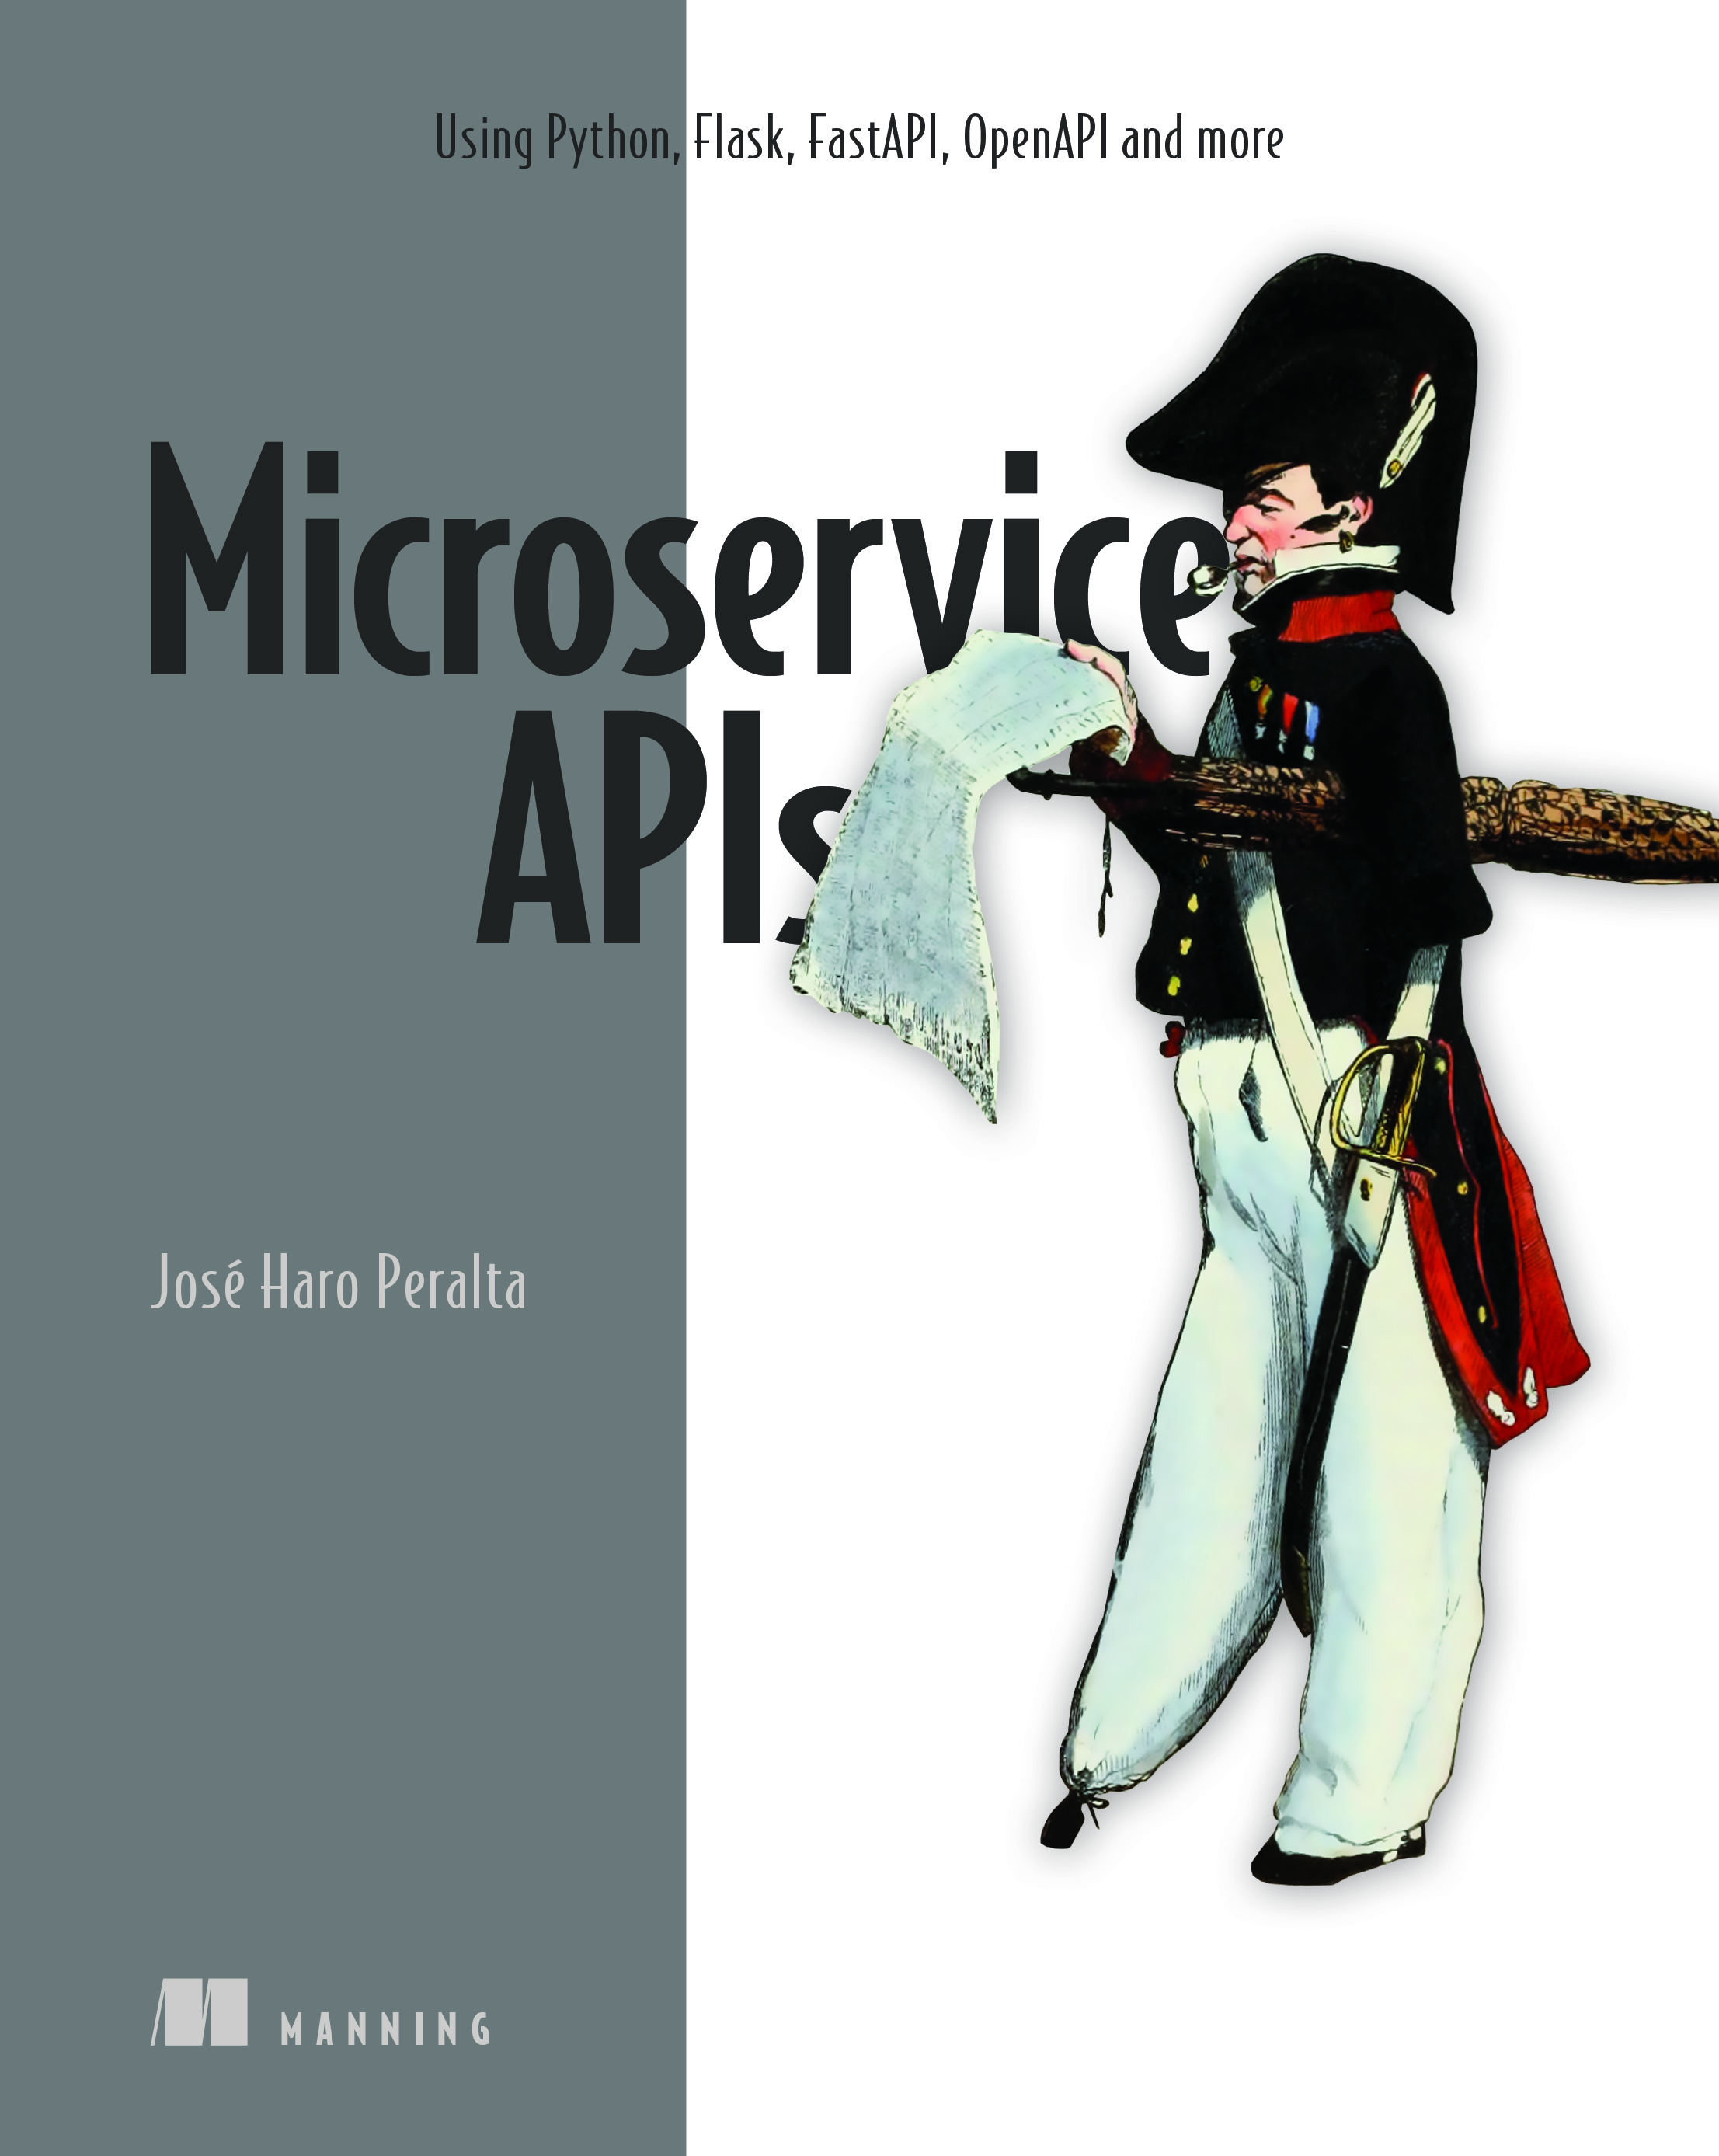 Using Python, Flask, FastAPI, OpenAPI and more
Microservice
APIs
José Haro Peralta
MANNING